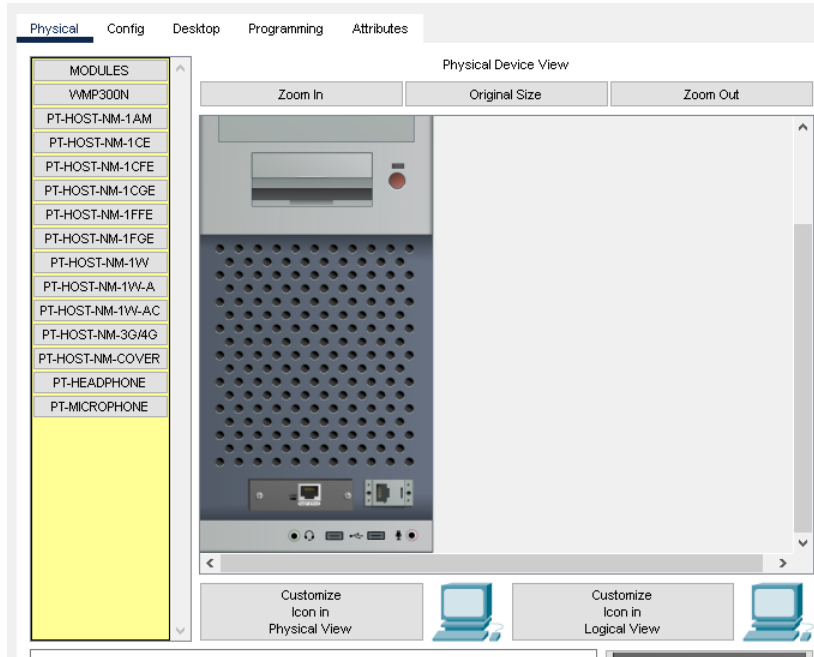 Physical Config Desktop Programming Attributes
MODULES
WMP300N
PT-HOST-NM-1AM
PT-HOST-NM-1CE
PT-HOST-NM-1CFE
PT-HOST-NM-1CGE
PT-HOST-NM-1FFE
PT-HOST-NM-1FGE
PT-HOST-NM-1W
PT-HOST-NM-1W-A
PT-HOST-NM-1W-AC
PT-HOST-NM-3G/4G
PT-HOST-NM-COVER
PT-HEADPHONE
PT-MICROPHONE
Physical Device View
Zoom In Original Size Zoom Out
Customize
Icon in
Physical View
Customize
Icon in
Logical View